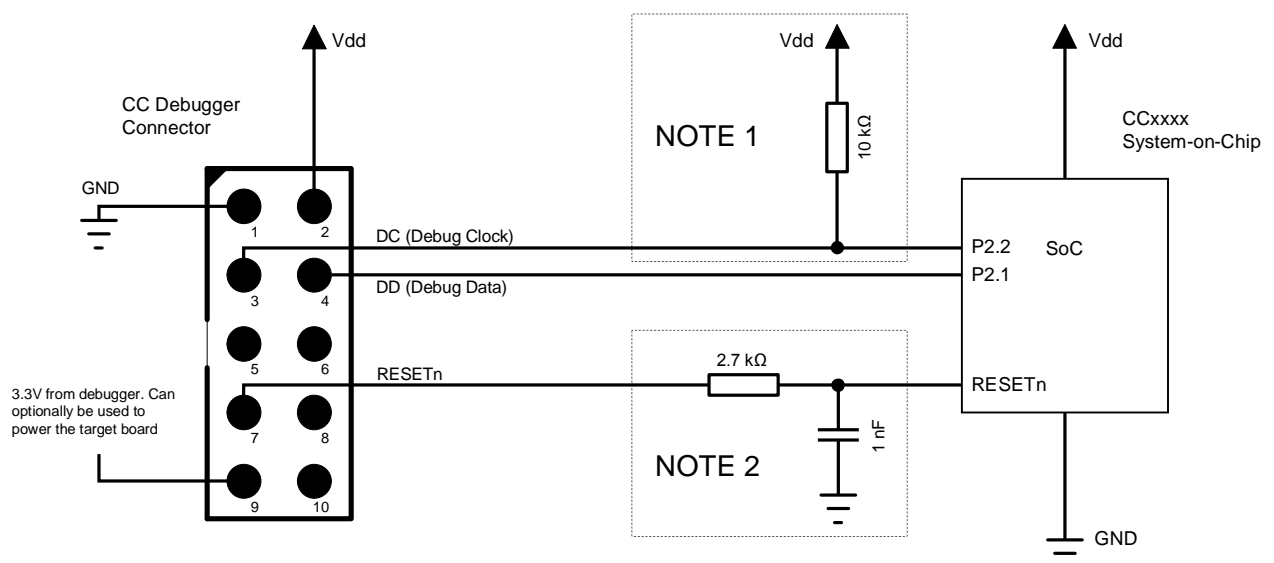 Vdd
Vdd
Vdd
CC Debugger
Connector
NOTE 1
10 kΩ
CCxxxx
System-on-Chip
GND
1
2
DC (Debug Clock)
P2.2
SoC
3
4
DD (Debug Data)
P2.1
5
6
RESETn
2.7 kΩ
RESETn
3.3V from debugger. Can
optionally be used to
power the target board
7
8
NOTE 2
1 nF
9
10
GND